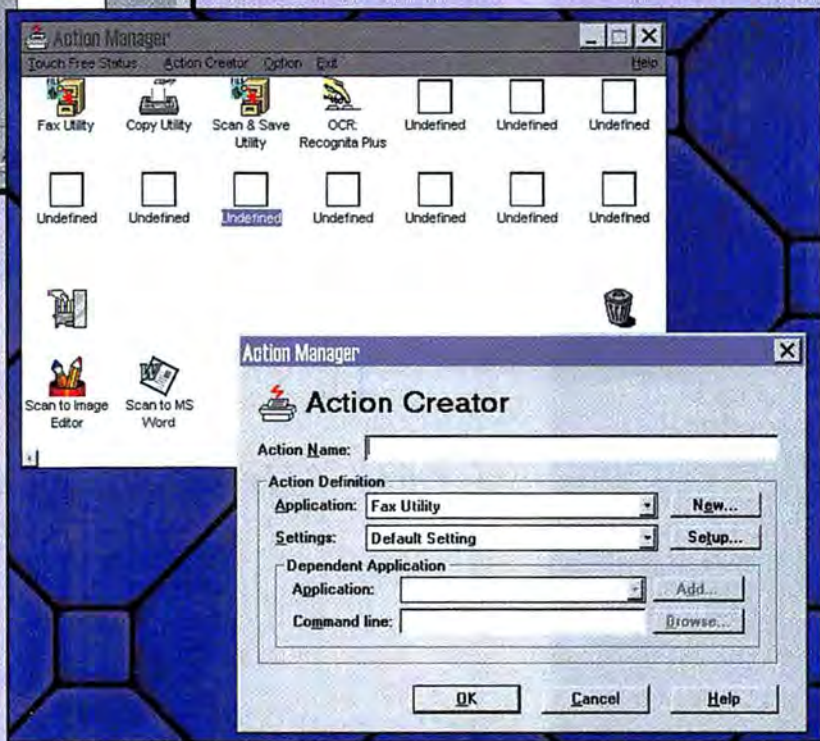 Action Manager
Touch Free Status Action Creator Option Exit Help
Fax Utility Copy Utility Scan & Save Utility OCR: Recognita Plus Undefined Undefined Undefined
Undefined Undefined Undefined Undefined Undefined Undefined Undefined
Scan to Image Editor Scan to MS Word
Action Manager
Action Creator
Action Name:
Action Definition
Application: Fax Utility New...
Settings: Default Setting Setup...
Dependent Application
Application: Add...
Command line: Browse...
OK Cancel Help